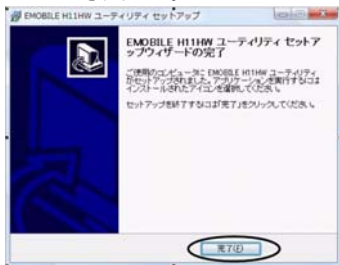 EMOBILE H11HW ユーティリティ セットアップ
EMOBILE H11HW ユーティリティ セットア
ップウィザードの完了
ご使用のコンピュータに EMOBILE H11HW ユーティリティ
がセットアップされました。アプリケーションを実行するには
インストールされたアイコンを選択してください。
セットアップを終了するには「完了」をクリックしてください。
完了(F)